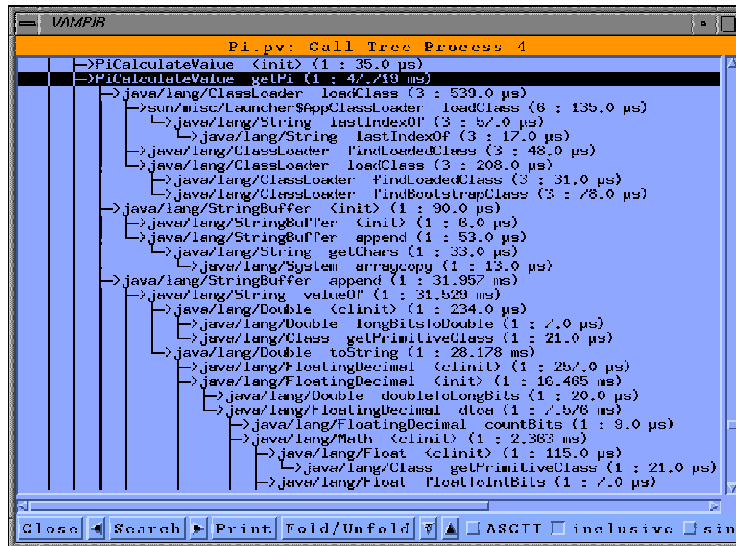 VAMPIR
Pi.pv: Call Tree Process 4
PiCalculateValue <init> (1 : 35.0 µs)
PiCalculateValue getPi (1 : 47.719 ms)
java/lang/ClassLoader loadClass (3 : 539.0 µs)
sun/misc/Launcher$AppClassLoader loadClass (6 : 135.0 µs)
java/lang/String lastIndexOf (3 : 57.0 µs)
java/lang/String lastIndexOf (3 : 17.0 µs)
java/lang/ClassLoader findLoadedClass (3 : 48.0 µs)
java/lang/ClassLoader loadClass (3 : 208.0 µs)
java/lang/ClassLoader findLoadedClass (3 : 31.0 µs)
java/lang/ClassLoader findBootstrapClass (3 : 78.0 µs)
java/lang/StringBuffer <init> (1 : 90.0 µs)
java/lang/StringBuffer <init> (1 : 8.0 µs)
java/lang/StringBuffer append (1 : 53.0 µs)
java/lang/String getChars (1 : 33.0 µs)
java/lang/System arraycopy (1 : 13.0 µs)
java/lang/StringBuffer append (1 : 31.957 ms)
java/lang/String valueOf (1 : 31.529 ms)
java/lang/Double <clinit> (1 : 234.0 µs)
java/lang/Double longBitsToDouble (1 : 7.0 µs)
java/lang/Class getPrimitiveClass (1 : 21.0 µs)
java/lang/Double toString (1 : 28.178 ms)
java/lang/FloatingDecimal <clinit> (1 : 257.0 µs)
java/lang/FloatingDecimal <init> (1 : 16.465 ms)
java/lang/Double doubleToLongBits (1 : 20.0 µs)
java/lang/FloatingDecimal dtoa (1 : 7.576 ms)
java/lang/FloatingDecimal countBits (1 : 9.0 µs)
java/lang/Math <clinit> (1 : 2.363 ms)
java/lang/Float <clinit> (1 : 115.0 µs)
java/lang/Class getPrimitiveClass (1 : 21.0 µs)
java/lang/Float floatToIntBits (1 : 7.0 µs)
Close Search Print Fold/Unfold ASCII inclusive sin